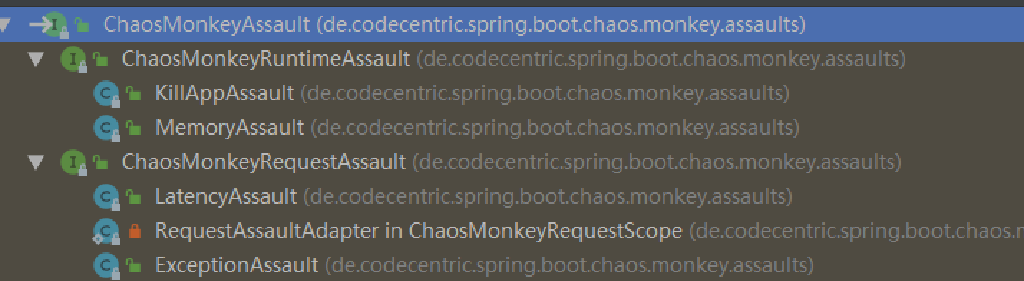 ChaosMonkeyAssault (de.codecentric.spring.boot.chaos.monkey.assaults)
ChaosMonkeyRuntimeAssault (de.codecentric.spring.boot.chaos.monkey.assaults)
KillAppAssault (de.codecentric.spring.boot.chaos.monkey.assaults)
MemoryAssault (de.codecentric.spring.boot.chaos.monkey.assaults)
ChaosMonkeyRequestAssault (de.codecentric.spring.boot.chaos.monkey.assaults)
LatencyAssault (de.codecentric.spring.boot.chaos.monkey.assaults)
RequestAssaultAdapter in ChaosMonkeyRequestScope (de.codecentric.spring.boot.chaos.m
ExceptionAssault (de.codecentric.spring.boot.chaos.monkey.assaults)